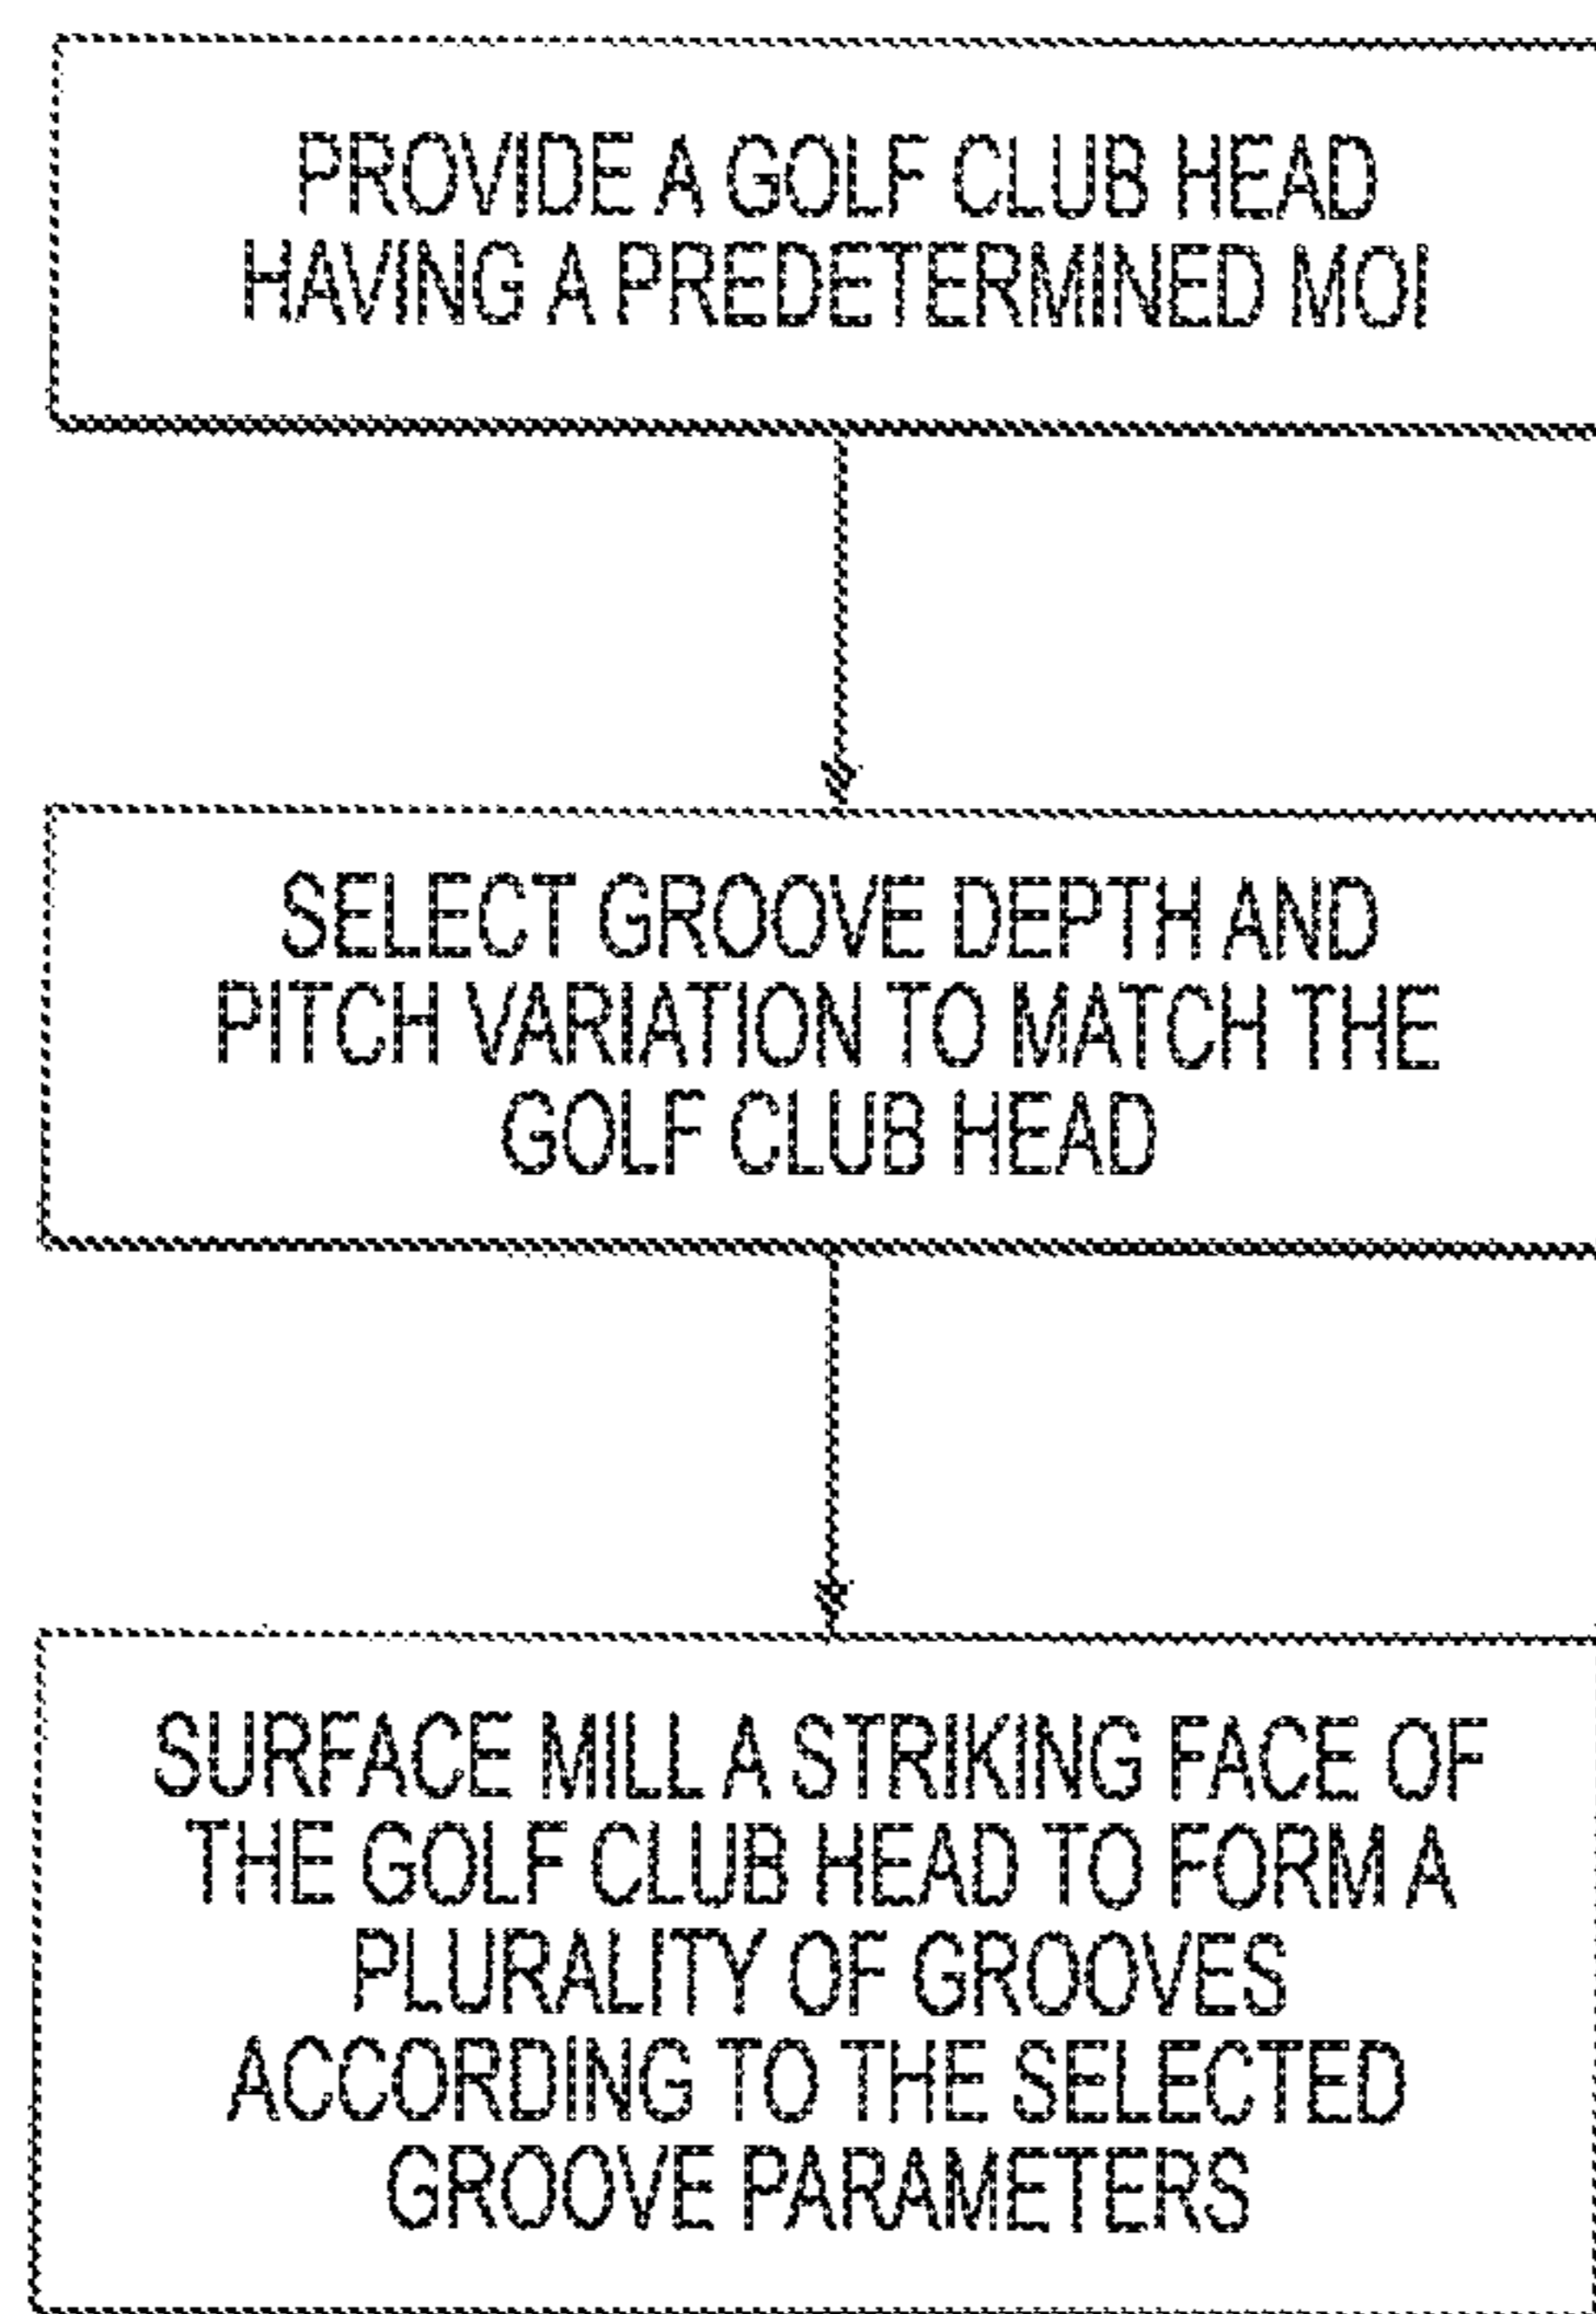 PROVIDE A GOLF CLUB HEAD
HAVING A PREDETERMINED MOI
SELECT GROOVE DEPTH AND
PITCH VARIATION TO MATCH THE
GOLF CLUB HEAD
SURFACE MILL A STRIKING FACE OF
THE GOLF CLUB HEAD TO FORM A
PLURALITY OF GROOVES
ACCORDING TO THE SELECTED
GROOVE PARAMETERS